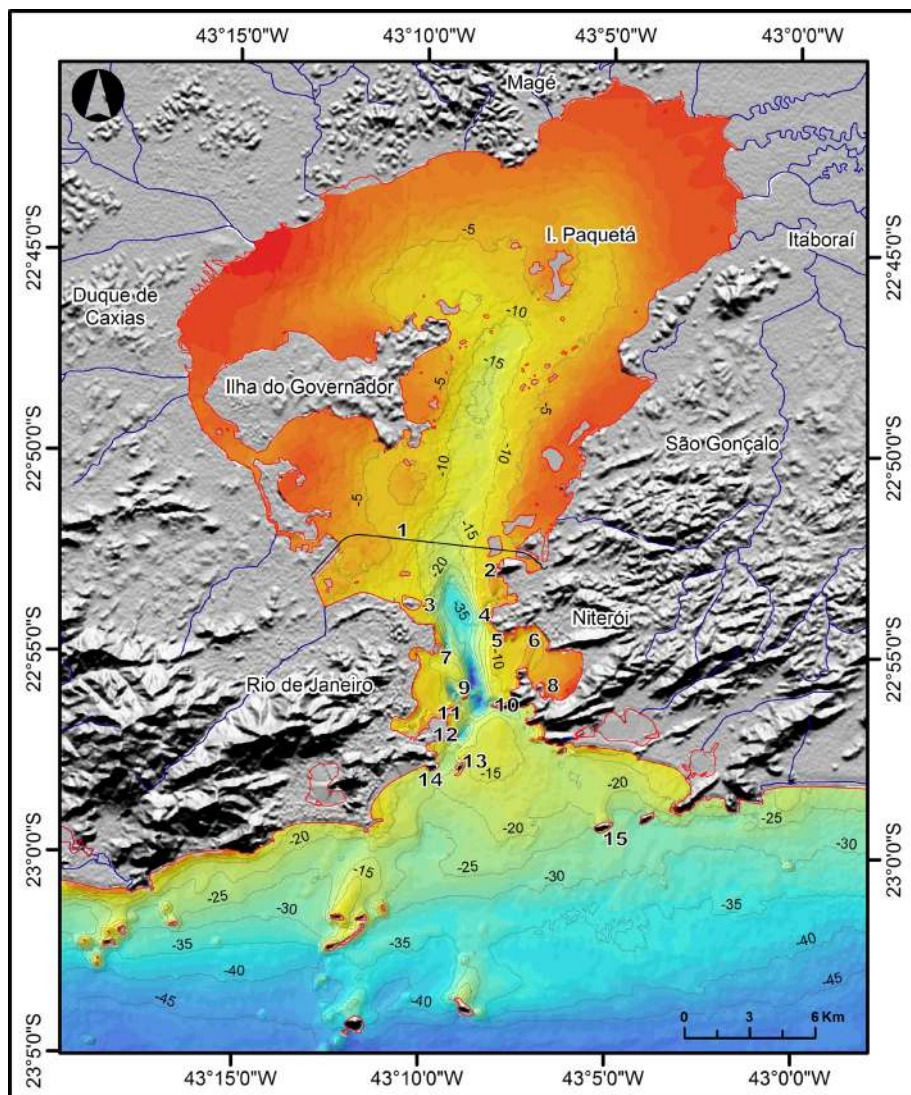 43°15'0"W 43°10'0"W 43°5'0"W 43°0'0"W
Magé
-5
I. Paquetá
22°45'0"S
22°45'0"S
Itaboraí
Duque de
Caxias
-10
-15
Ilha do Governador
-5
-5
São Gonçalo
22°50'0"S
22°50'0"S
-10
-10
-5
1
-15
-20
2
3
-35
4
Niterói
5
6
22°55'0"S
22°55'0"S
7
-10
Rio de Janeiro
9
8
10
11
12
13
-15
14
-20
-20
-25
15
-20
23°0'0"S
23°0'0"S
-15
-25
-30
-25
-30
-30
-35
-35
-35
-40
-40
-40
-45
-45
0 3 6 Km
23°5'0"S
23°5'0"S
43°15'0"W 43°10'0"W 43°5'0"W 43°0'0"W